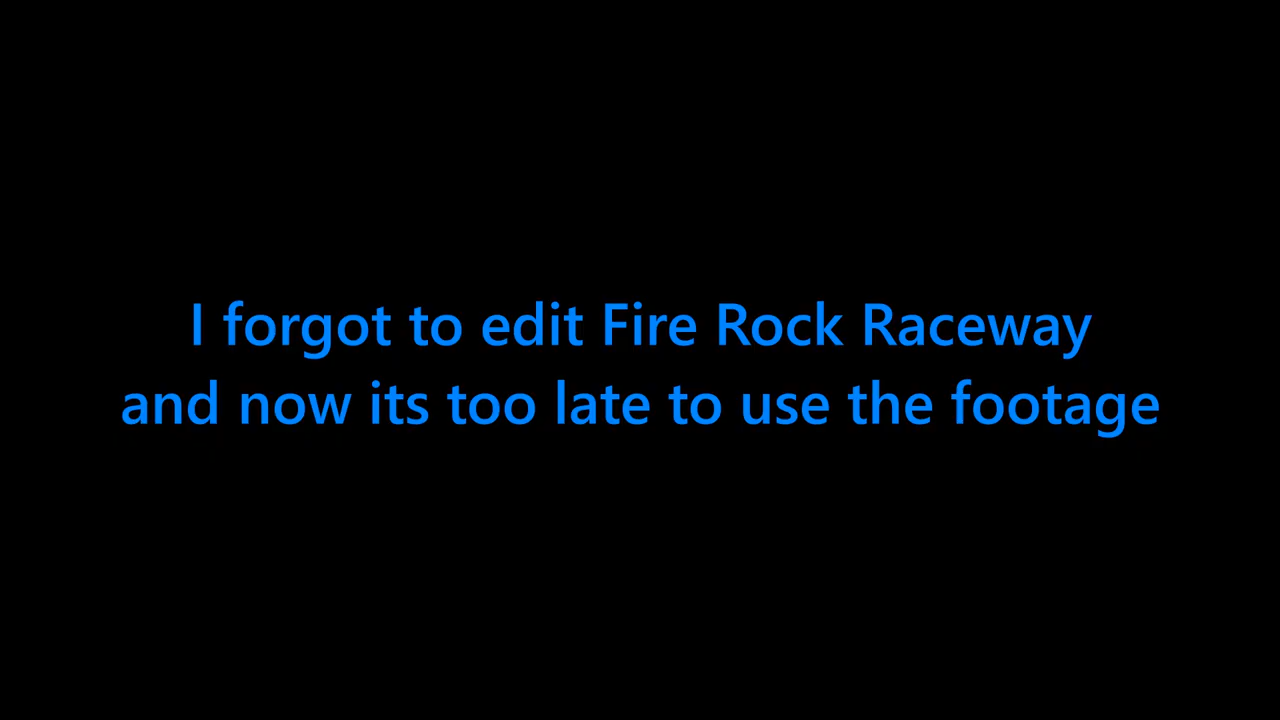 I forgot to edit Fire Rock Raceway
and now its too late to use the footage